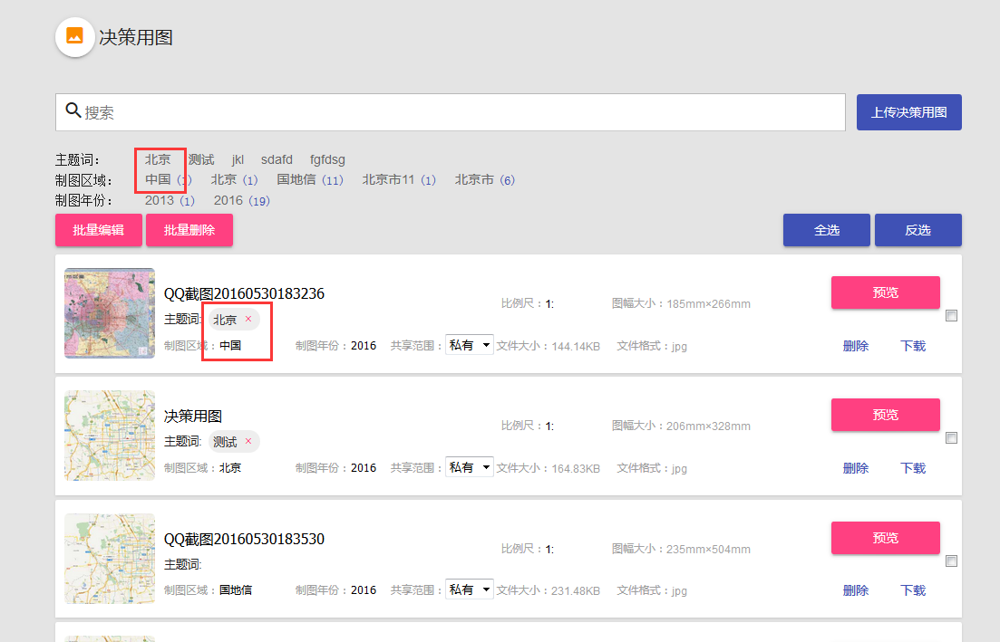 决策用图
搜索
上传决策用图
主题词： 北京 测试 jkl sdafd fgfdsg
制图区域： 中国 (1) 北京 (1) 国地信 (11) 北京市11 (1) 北京市 (6)
制图年份： 2013 (1) 2016 (19)
批量编辑 批量删除 全选 反选
QQ截图20160530183236
比例尺：1: 图幅大小：185mm×266mm 预览
主题词: 北京 ×
制图区域：中国 制图年份：2016 共享范围：私有 文件大小：144.14KB 文件格式：jpg 删除 下载
决策用图
比例尺：1: 图幅大小：206mm×328mm 预览
主题词: 测试 ×
制图区域：北京 制图年份：2016 共享范围：私有 文件大小：164.83KB 文件格式：jpg 删除 下载
QQ截图20160530183530
比例尺：1: 图幅大小：235mm×504mm 预览
主题词:
制图区域：国地信 制图年份：2016 共享范围：私有 文件大小：231.48KB 文件格式：jpg 删除 下载